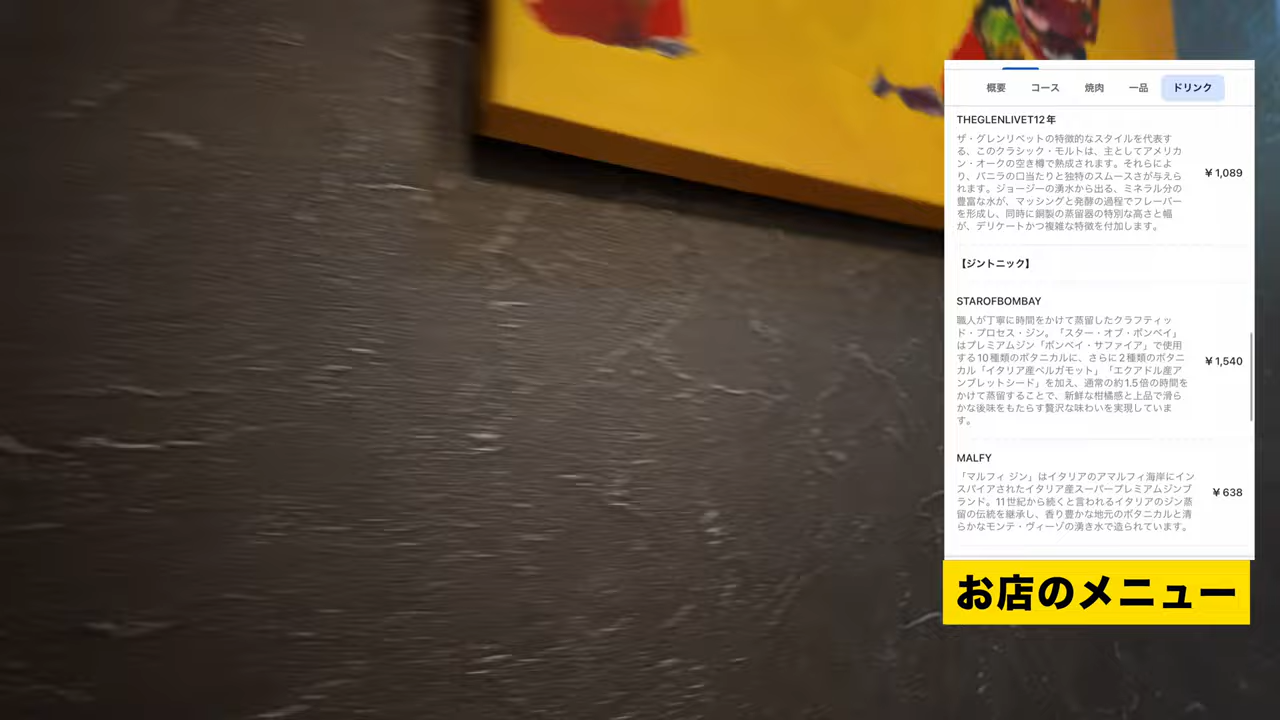 概要 コース 焼肉 一品 ドリンク
THEGLENLIVET12年
ザ・グレンリベットの特徴的なスタイルを代表す
る、このクラシック・モルトは、主としてアメリカ
ン・オークの空き樽で熟成されます。それらによ
り、バニラの口当たりと独特のスムースさが与えら
れます。ジョージーの湧水から出る、ミネラル分の
豊富な水が、マッシングと発酵の過程でフレーバー
を形成し、同時に銅製の蒸留器の特別な高さと幅
が、デリケートかつ複雑な特徴を付加します。
¥1,089
【ジントニック】
STAROFBOMBAY
職人が丁寧に時間をかけて蒸留したクラフティッ
ド・プロセス・ジン。「スター・オブ・ボンベイ」
はプレミアムジン「ボンベイ・サファイア」で使用
する10種類のボタニカルに、さらに2種類のボタニ
カル「イタリア産ベルガモット」「エクアドル産ア
ンブレットシード」を加え、通常の約1.5倍の時間を
かけて蒸留することで、新鮮な柑橘感と上品で滑ら
かな後味をもたらす贅沢な味わいを実現していま
す。
¥1,540
MALFY
「マルフィ ジン」はイタリアのアマルフィ海岸にイン
スパイアされたイタリア産スーパープレミアムジンブ
ランド。11世紀から続くと言われるイタリアのジン蒸
留の伝統を継承し、香り豊かな地元のボタニカルと清
らかなモンテ・ヴィーゾの湧き水で造られています。
¥638
お店のメニュー